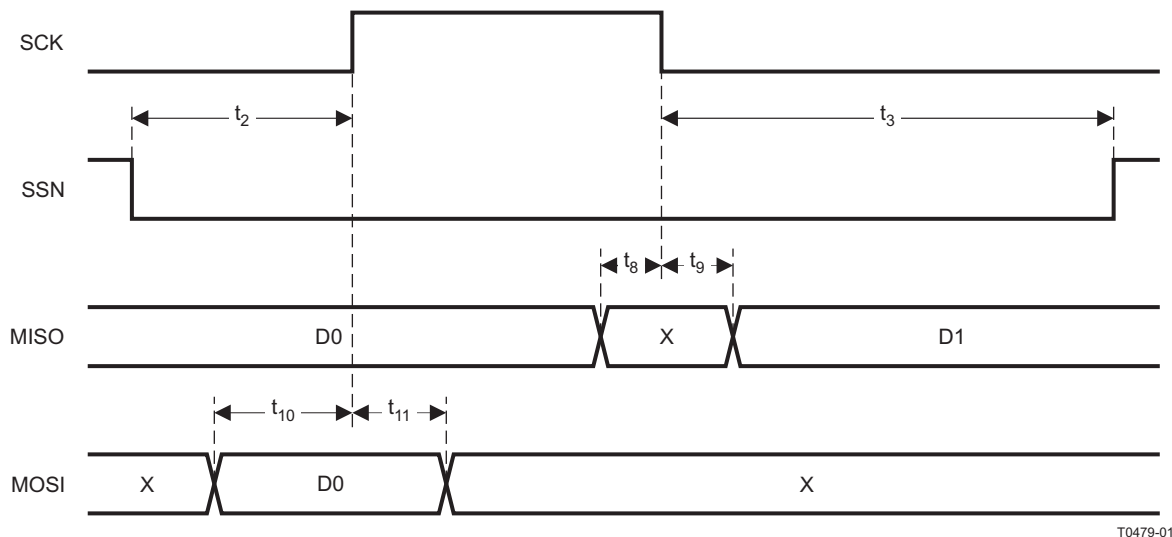 SCK
t2
t3
SSN
t8
t9
MISO
D0
X
D1
t10
t11
MOSI
X
D0
X
T0479-01